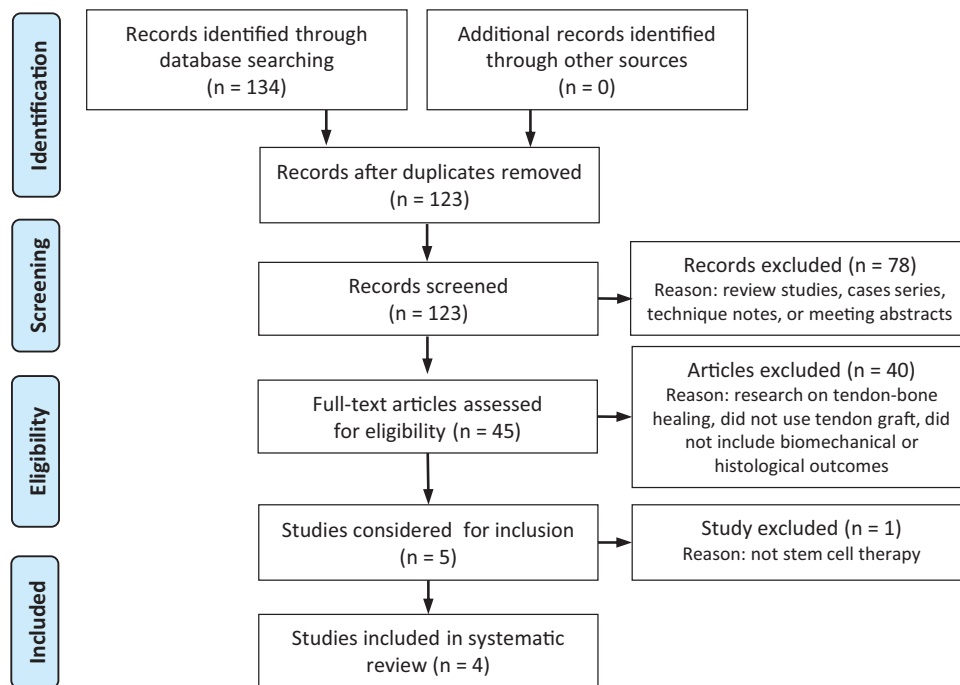 Identification
Records identified through
database searching
(n = 134)
Additional records identified
through other sources
(n = 0)
Records after duplicates removed
(n = 123)
Screening
Records screened
(n = 123)
Records excluded (n = 78)
Reason: review studies, cases series,
technique notes, or meeting abstracts
Eligibility
Full-text articles assessed
for eligibility (n = 45)
Articles excluded (n = 40)
Reason: research on tendon-bone
healing, did not use tendon graft, did
not include biomechanical or
histological outcomes
Studies considered for inclusion
(n = 5)
Study excluded (n = 1)
Reason: not stem cell therapy
Included
Studies included in systematic
review (n = 4)